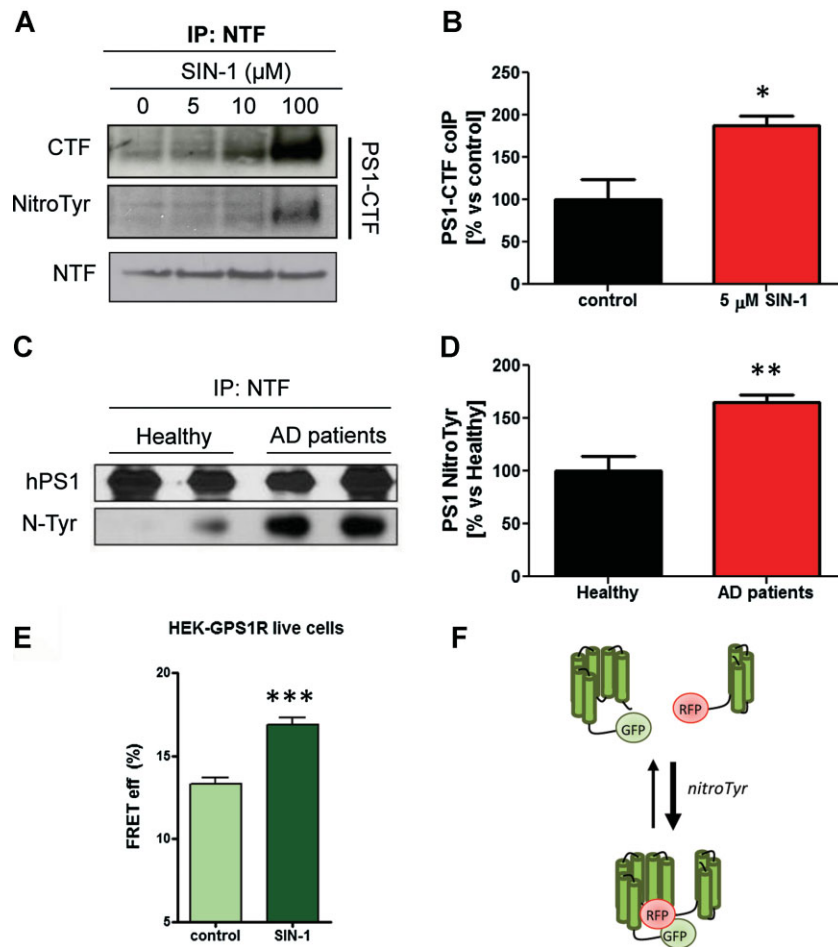 A
IP: NTF
SIN-1 (µM)
0 5 10 100
CTF
NitroTyr
PS1-CTF
NTF
B
PS1-CTF coIP
[% vs control]
250
200
150
100
50
0
*
control 5 µM SIN-1
C
IP: NTF
Healthy AD patients
hPS1
N-Tyr
D
PS1 NitroTyr
[% vs Healthy]
200
150
100
50
0
**
Healthy AD patients
E
HEK-GPS1R live cells
FRET eff (%)
20
15
10
5
***
control SIN-1
F
GFP
RFP
nitroTyr
RFP
GFP